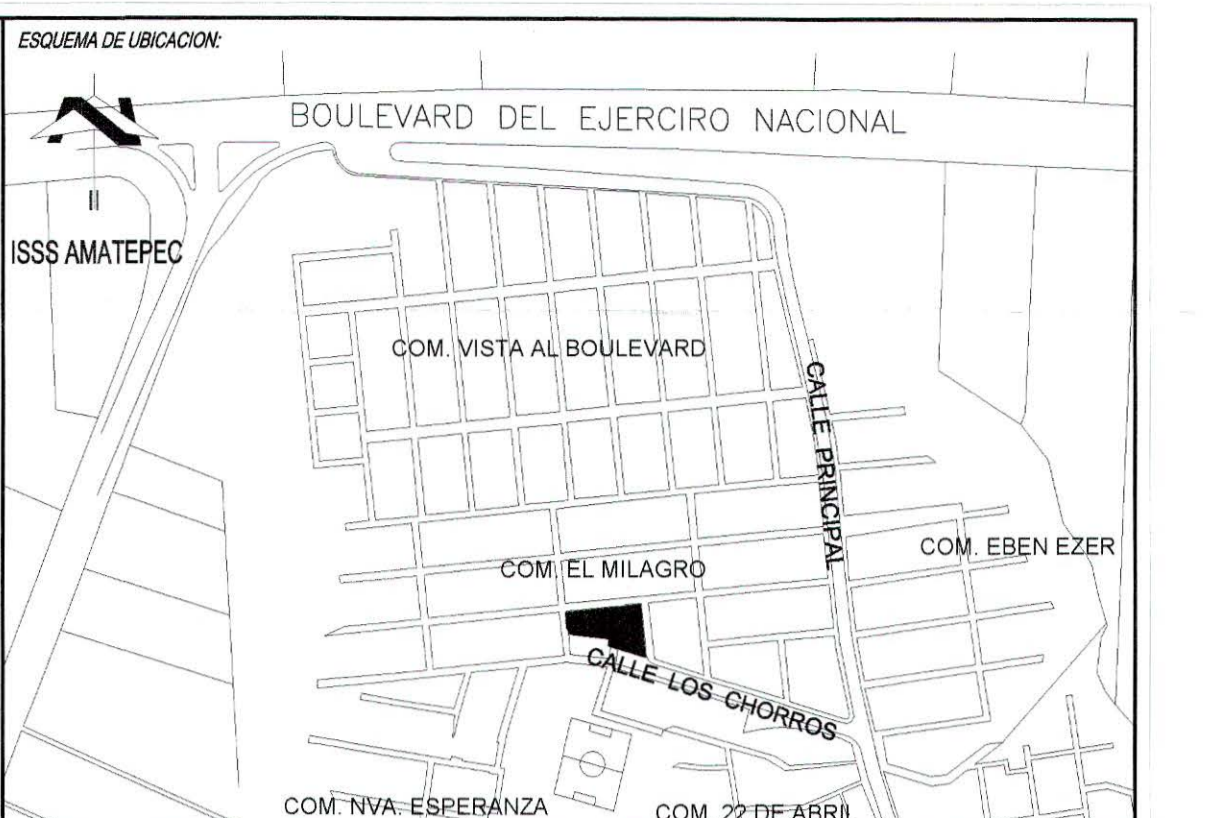 ESQUEMA DE UBICACION:
BOULEVARD DEL EJERCIRO NACIONAL
ISSS AMATEPEC
COM. VISTA AL BOULEVARD
CALLE PRINCIPAL
COM. EBEN EZER
COM. EL MILAGRO
CALLE LOS CHORROS
COM. NVA. ESPERANZA
COM. 22 DE ABRIL